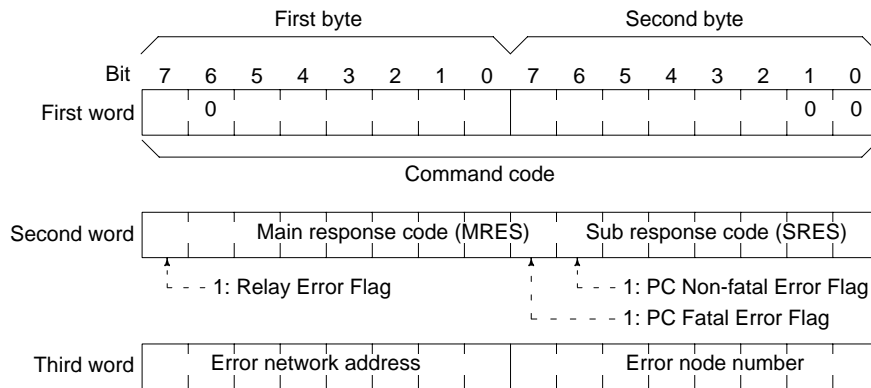 First byte Second byte
Bit 7 6 5 4 3 2 1 0 7 6 5 4 3 2 1 0
First word 0 0 0
Command code
Second word Main response code (MRES) Sub response code (SRES)
1: Relay Error Flag 1: PC Non-fatal Error Flag
1: PC Fatal Error Flag
Third word Error network address Error node number